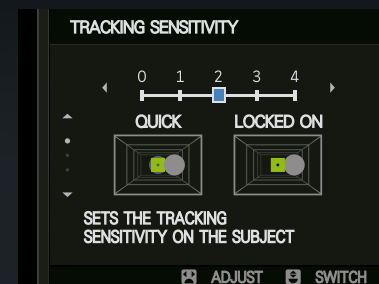 TRACKING SENSITIVITY
0 1 2 3 4
QUICK LOCKED ON
SETS THE TRACKING
SENSITIVITY ON THE SUBJECT
ADJUST SWITCH